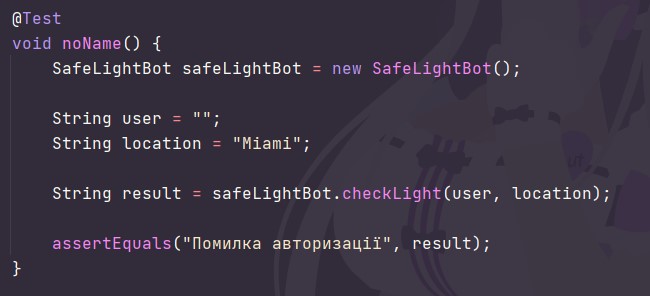 @Test
void noName() {
SafeLightBot safeLightBot = new SafeLightBot();
String user = "";
String location = "Miami";
String result = safeLightBot.checkLight(user, location);
assertEquals("Помилка авторизації", result);
}